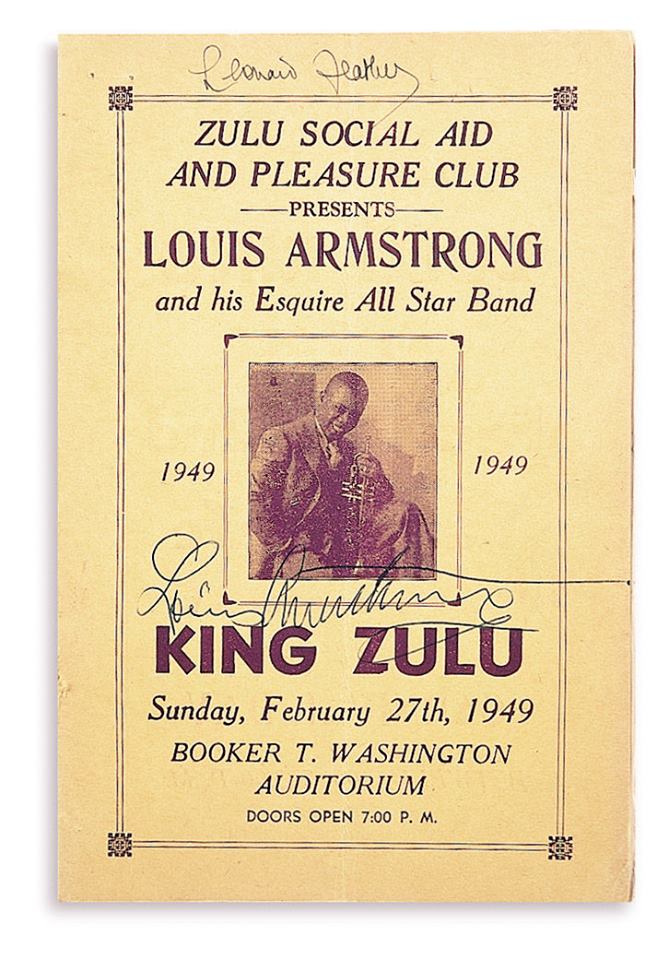 Leonard Feather
ZULU SOCIAL AID
AND PLEASURE CLUB
PRESENTS
LOUIS ARMSTRONG
and his Esquire All Star Band
1949
1949
Louis Armstrong
KING ZULU
Sunday, February 27th, 1949
BOOKER T. WASHINGTON
AUDITORIUM
DOORS OPEN 7:00 P. M.